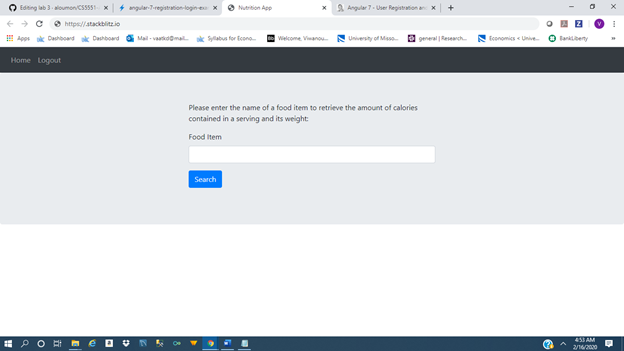 Editing lab 3 - aloumon/CS5551-
angular-7-registration-login-exa
Nutrition App
Angular 7 - User Registration and
https://.stackblitz.io
V
Apps
Dashboard
Dashboard
Mail - vaatkd@mail...
Syllabus for Econo...
Welcome, Viwanou...
University of Misso...
general | Research...
Economics < Unive...
BankLiberty
»
Home Logout
Please enter the name of a food item to retrieve the amount of calories
contained in a serving and its weight:
Food Item
Search
4:53 AM
2/16/2020